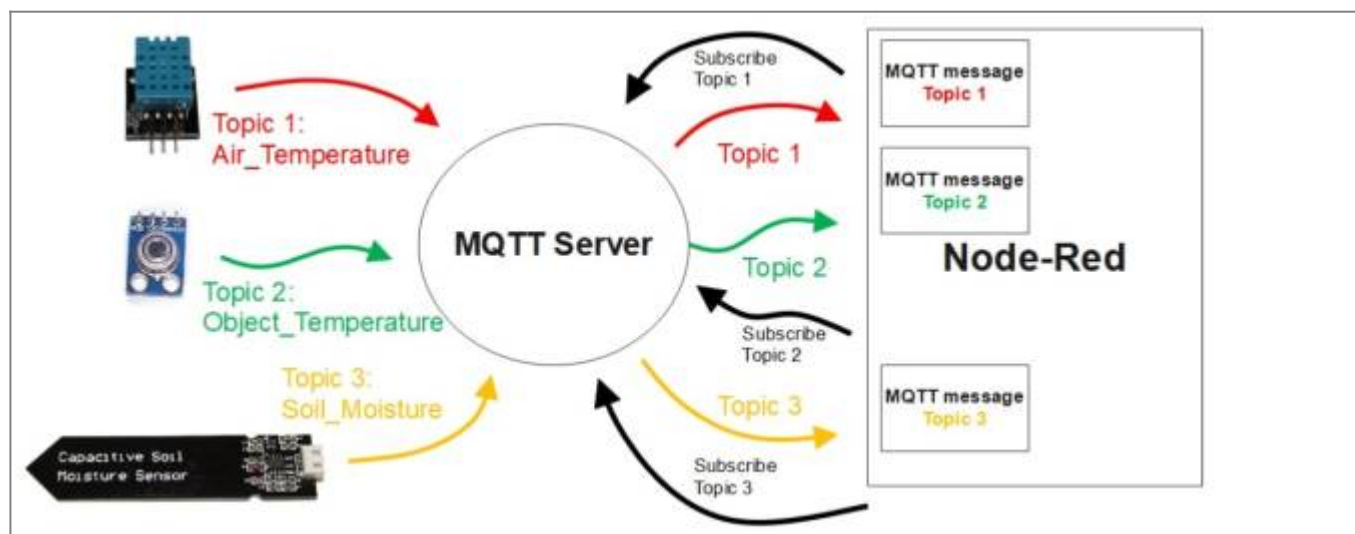 Topic 1:
Air_Temperature
Topic 2:
Object_Temperature
Topic 3:
Soil_Moisture
Capacitive Soil
Moisture Sensor
MQTT Server
Subscribe
Topic 1
Topic 1
Topic 2
Subscribe
Topic 2
Topic 3
Subscribe
Topic 3
MQTT message
Topic 1
MQTT message
Topic 2
Node-Red
MQTT message
Topic 3